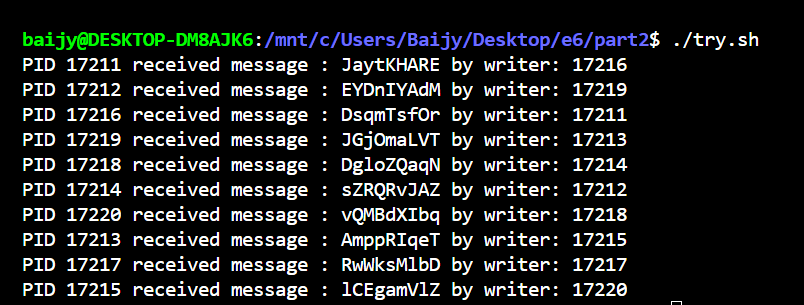 baijy@DESKTOP-DM8AJK6:/mnt/c/Users/Baijy/Desktop/e6/part2$ ./try.sh
PID 17211 received message : JaytKHARE by writer: 17216
PID 17212 received message : EYDnIYAdM by writer: 17219
PID 17216 received message : DsqmTsfOr by writer: 17211
PID 17219 received message : JGjOmaLVT by writer: 17213
PID 17218 received message : DgloZQaqN by writer: 17214
PID 17214 received message : sZRQRvJAZ by writer: 17212
PID 17220 received message : vQMBdXIbq by writer: 17218
PID 17213 received message : AmppRIqeT by writer: 17215
PID 17217 received message : RwWksMlbD by writer: 17217
PID 17215 received message : lCEgamVlZ by writer: 17220